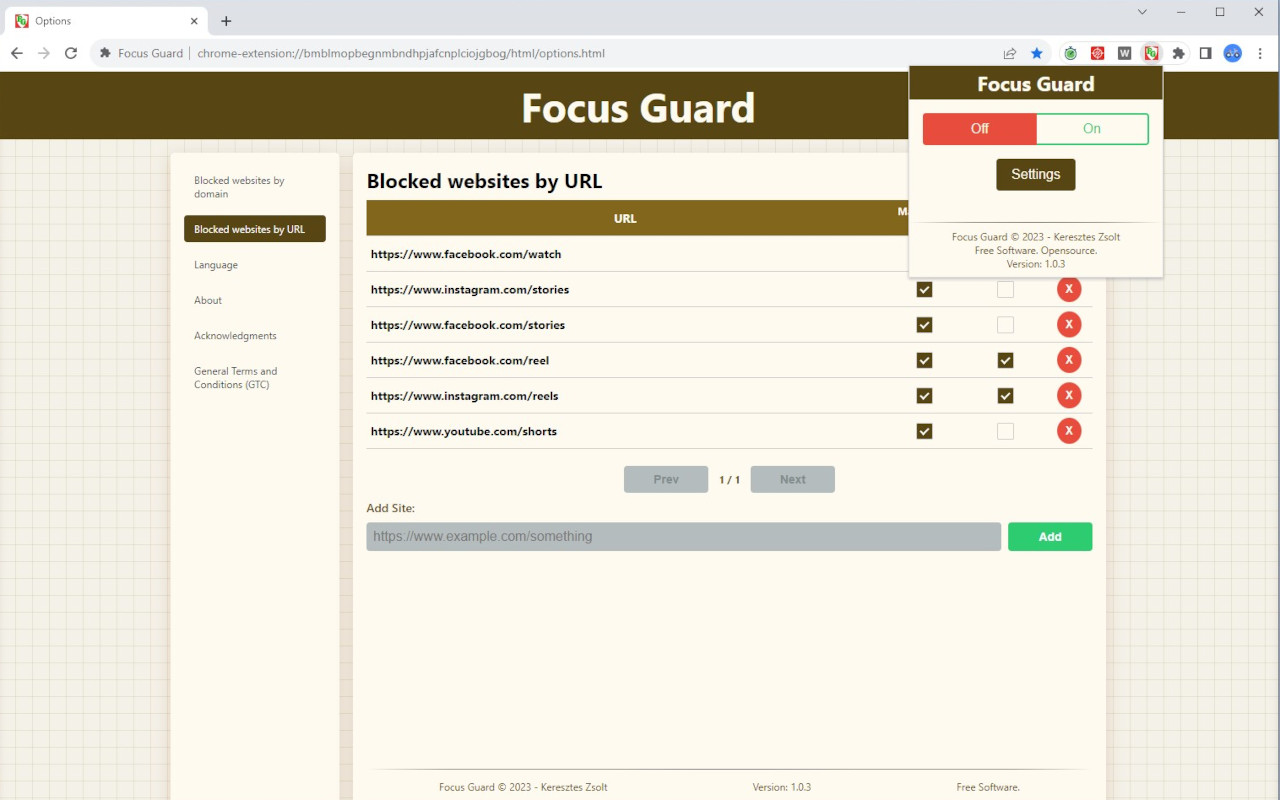 Options
Focus Guard
chrome-extension://bmblmopbegnmbndhpjafcnplciojgbog/html/options.html
W
Focus Guard
Focus Guard
Off
On
Settings
Focus Guard © 2023 - Keresztes Zsolt
Free Software. Opensource.
Version: 1.0.3
Blocked websites by
domain
Blocked websites by URL
Language
About
Acknowledgments
General Terms and
Conditions (GTC)
Blocked websites by URL
URL
https://www.facebook.com/watch
https://www.instagram.com/stories
X
https://www.facebook.com/stories
X
https://www.facebook.com/reel
X
https://www.instagram.com/reels
X
https://www.youtube.com/shorts
X
Prev
1 / 1
Next
Add Site:
https://www.example.com/something
Add
Focus Guard © 2023 - Keresztes Zsolt
Version: 1.0.3
Free Software.